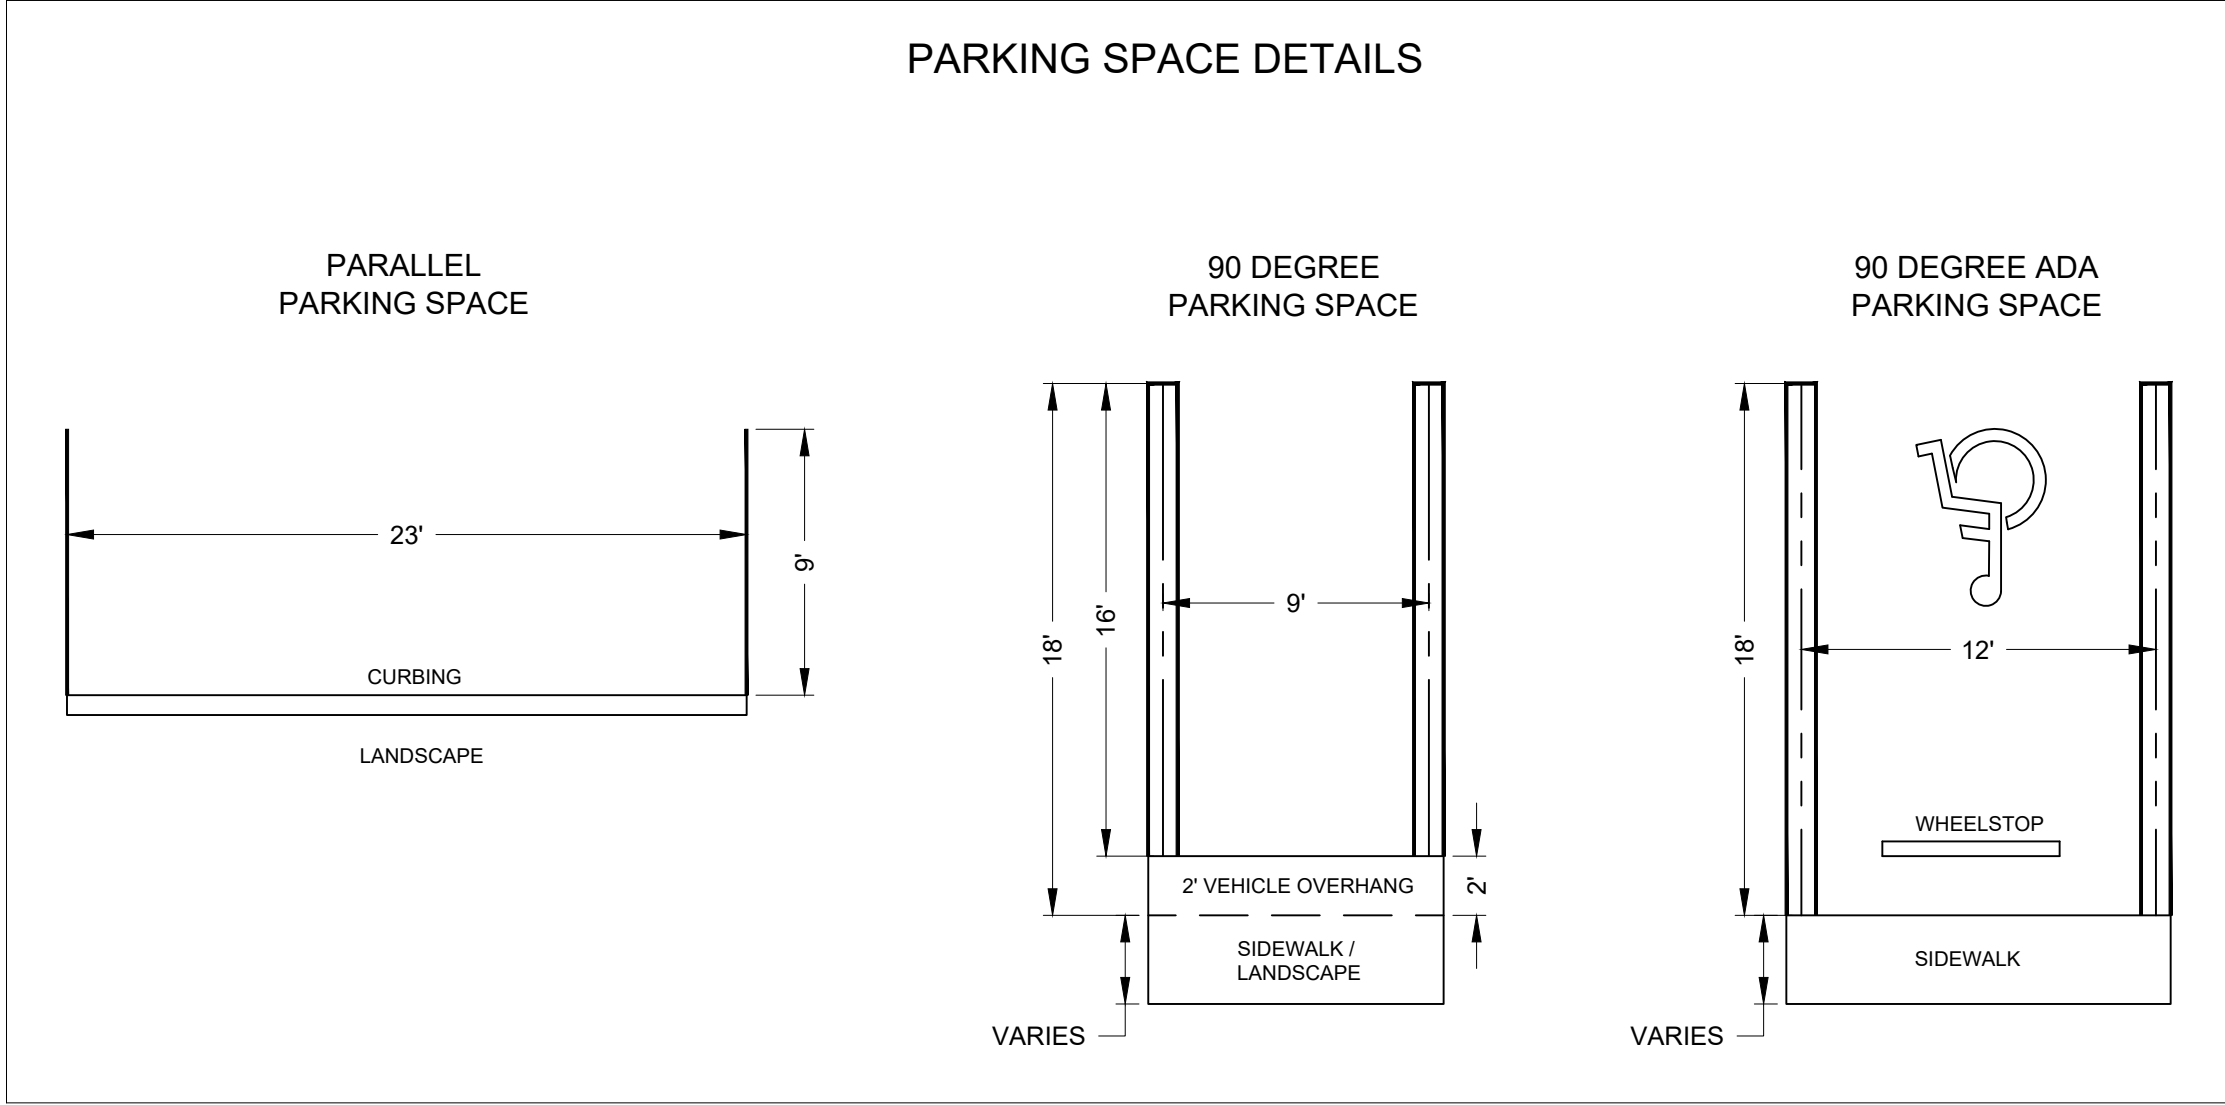 PARKING SPACE DETAILS
PARALLEL
PARKING SPACE
23'
9'
CURBING
LANDSCAPE
90 DEGREE
PARKING SPACE
18'
16'
9'
2' VEHICLE OVERHANG
2'
SIDEWALK /
LANDSCAPE
VARIES
90 DEGREE ADA
PARKING SPACE
18'
12'
WHEELSTOP
SIDEWALK
VARIES